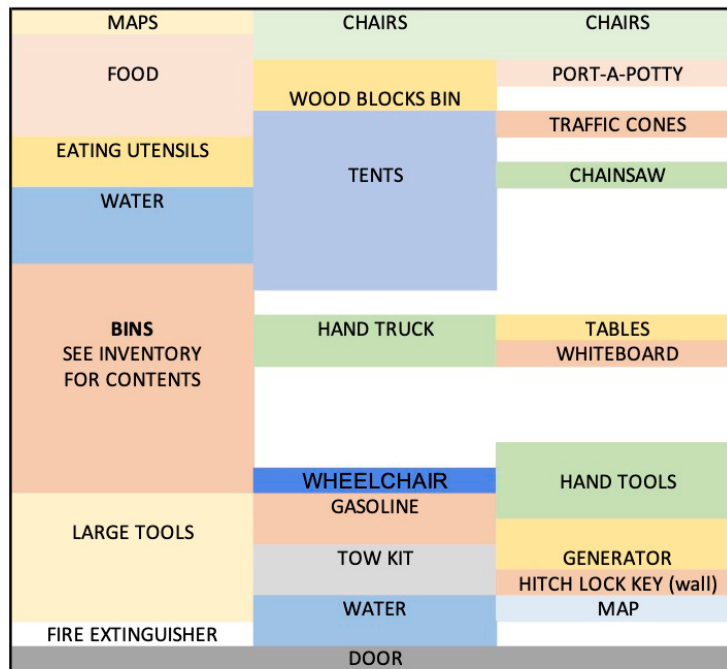 MAPS
CHAIRS
CHAIRS
FOOD
PORT-A-POTTY
WOOD BLOCKS BIN
TRAFFIC CONES
EATING UTENSILS
TENTS
CHAINSAW
WATER
BINS
HAND TRUCK
TABLES
SEE INVENTORY
WHITEBOARD
FOR CONTENTS
WHEELCHAIR
HAND TOOLS
GASOLINE
LARGE TOOLS
TOW KIT
GENERATOR
HITCH LOCK KEY (wall)
WATER
MAP
FIRE EXTINGUISHER
DOOR